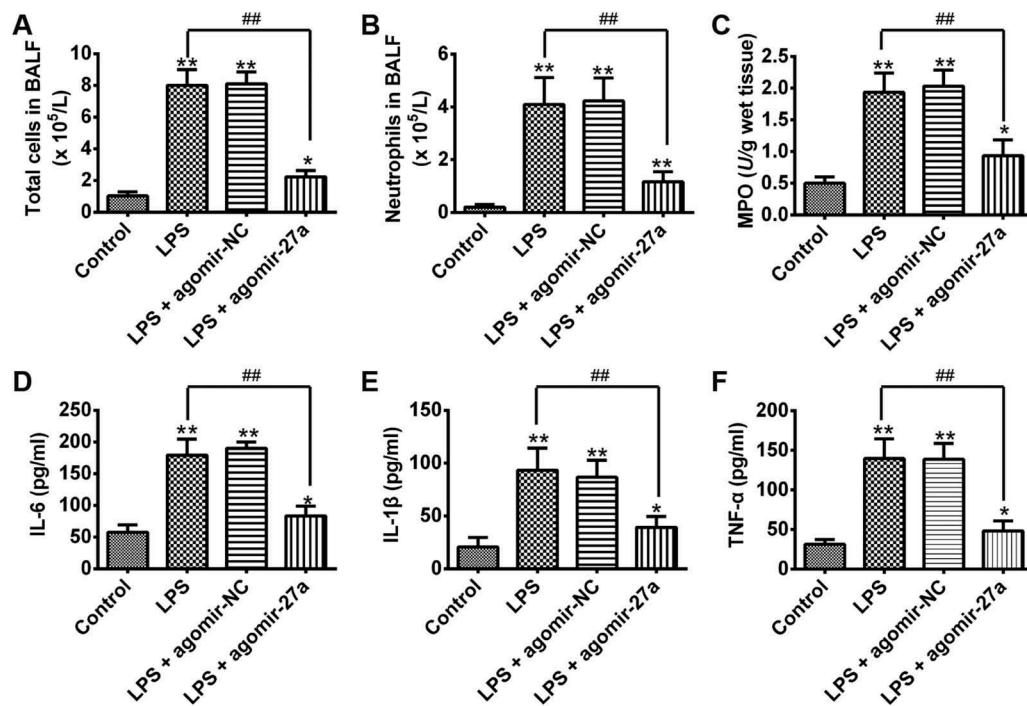 A
Total cells in BALF
(x 10⁵/L)
10
8
6
4
2
0
##
**
**
*
Control
LPS
LPS + agomir-NC
LPS + agomir-27a
B
Neutrophils in BALF
(x 10⁵/L)
6
4
2
0
##
**
**
**
Control
LPS
LPS + agomir-NC
LPS + agomir-27a
C
MPO (U/g wet tissue)
2.5
2.0
1.5
1.0
0.5
0.0
##
**
**
*
Control
LPS
LPS + agomir-NC
LPS + agomir-27a
D
IL-6 (pg/ml)
250
200
150
100
50
0
##
**
**
*
Control
LPS
LPS + agomir-NC
LPS + agomir-27a
E
IL-1β (pg/ml)
150
100
50
0
##
**
**
*
Control
LPS
LPS + agomir-NC
LPS + agomir-27a
F
TNF-α (pg/ml)
200
150
100
50
0
##
**
**
*
Control
LPS
LPS + agomir-NC
LPS + agomir-27a